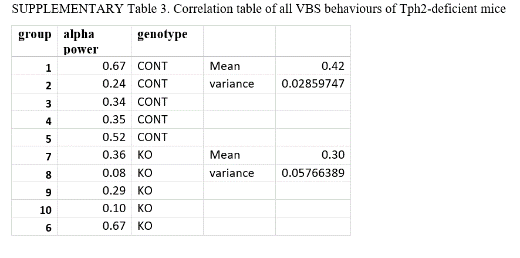 SUPPLEMENTARY Table 3. Correlation table of all VBS behaviours of Tph2-deficient mice
group alpha power genotype
1 0.67 CONT Mean 0.42
2 0.24 CONT variance 0.02859747
3 0.34 CONT
4 0.35 CONT
5 0.52 CONT
7 0.36 KO Mean 0.30
8 0.08 KO variance 0.05766389
9 0.29 KO
10 0.10 KO
6 0.67 KO